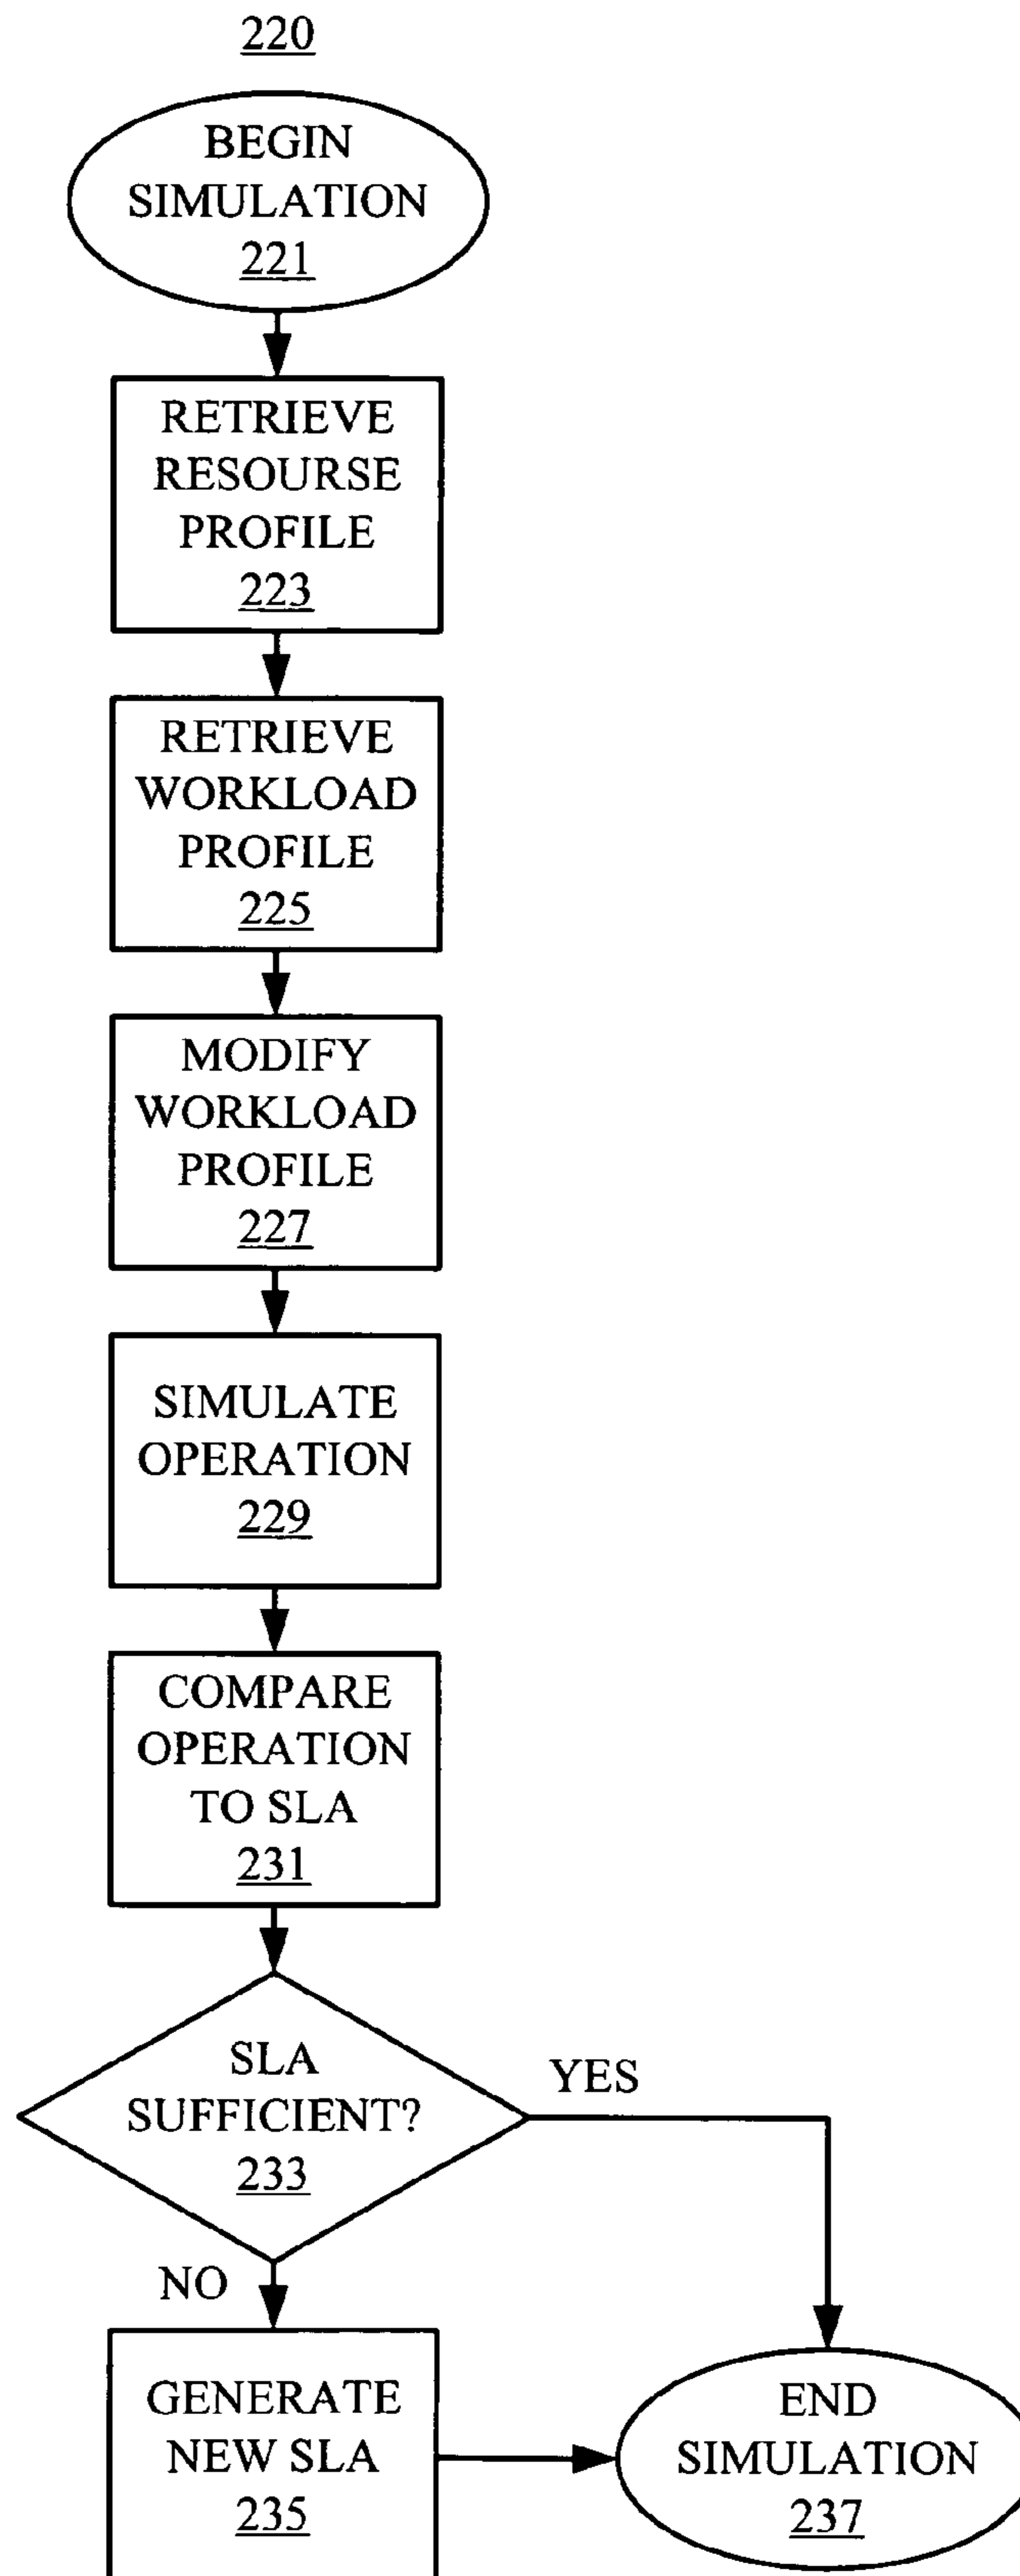 220
BEGIN
SIMULATION
221
RETRIEVE
RESOURSE
PROFILE
223
RETRIEVE
WORKLOAD
PROFILE
225
MODIFY
WORKLOAD
PROFILE
227
SIMULATE
OPERATION
229
COMPARE
OPERATION
TO SLA
231
SLA
SUFFICIENT?
233
YES
NO
GENERATE
NEW SLA
235
END
SIMULATION
237